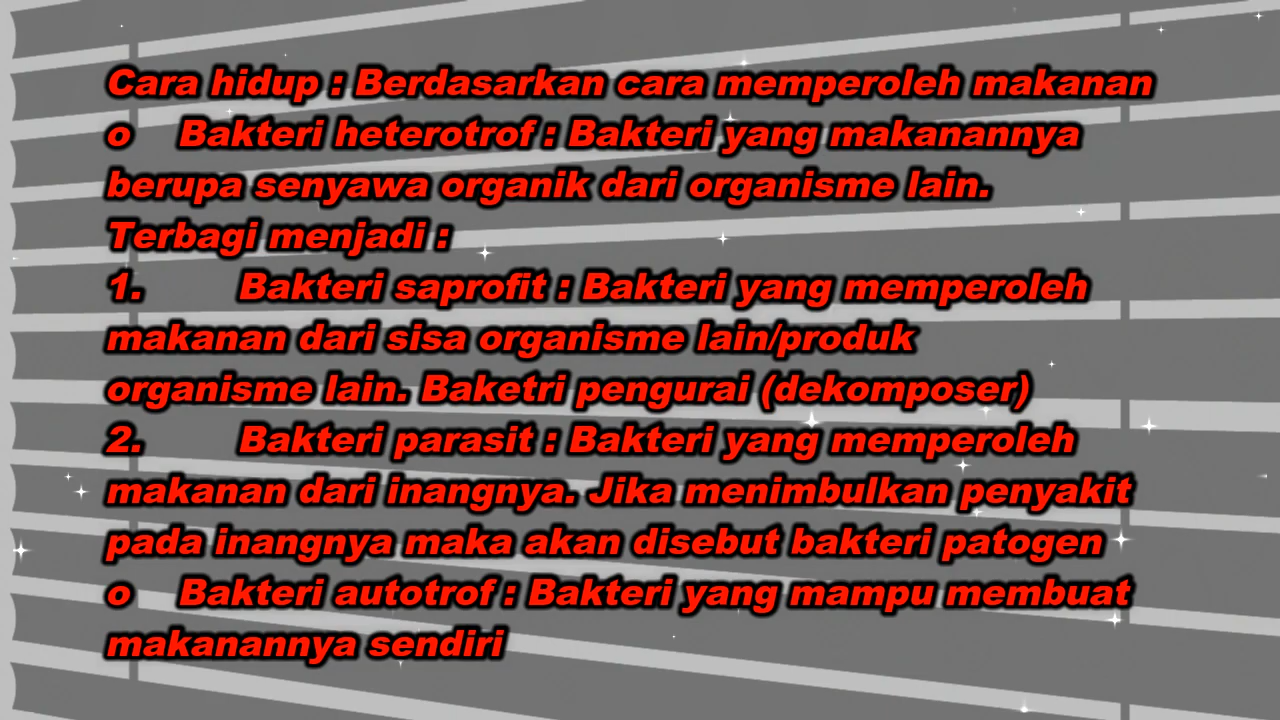 Cara hidup : Berdasarkan cara memperoleh makanan
o Bakteri heterotrof : Bakteri yang makanannya
berupa senyawa organik dari organisme lain.
Terbagi menjadi :
1. Bakteri saprofit : Bakteri yang memperoleh
makanan dari sisa organisme lain/produk
organisme lain. Baketri pengurai (dekomposer)
2. Bakteri parasit : Bakteri yang memperoleh
makanan dari inangnya. Jika menimbulkan penyakit
pada inangnya maka akan disebut bakteri patogen
o Bakteri autotrof : Bakteri yang mampu membuat
makanannya sendiri